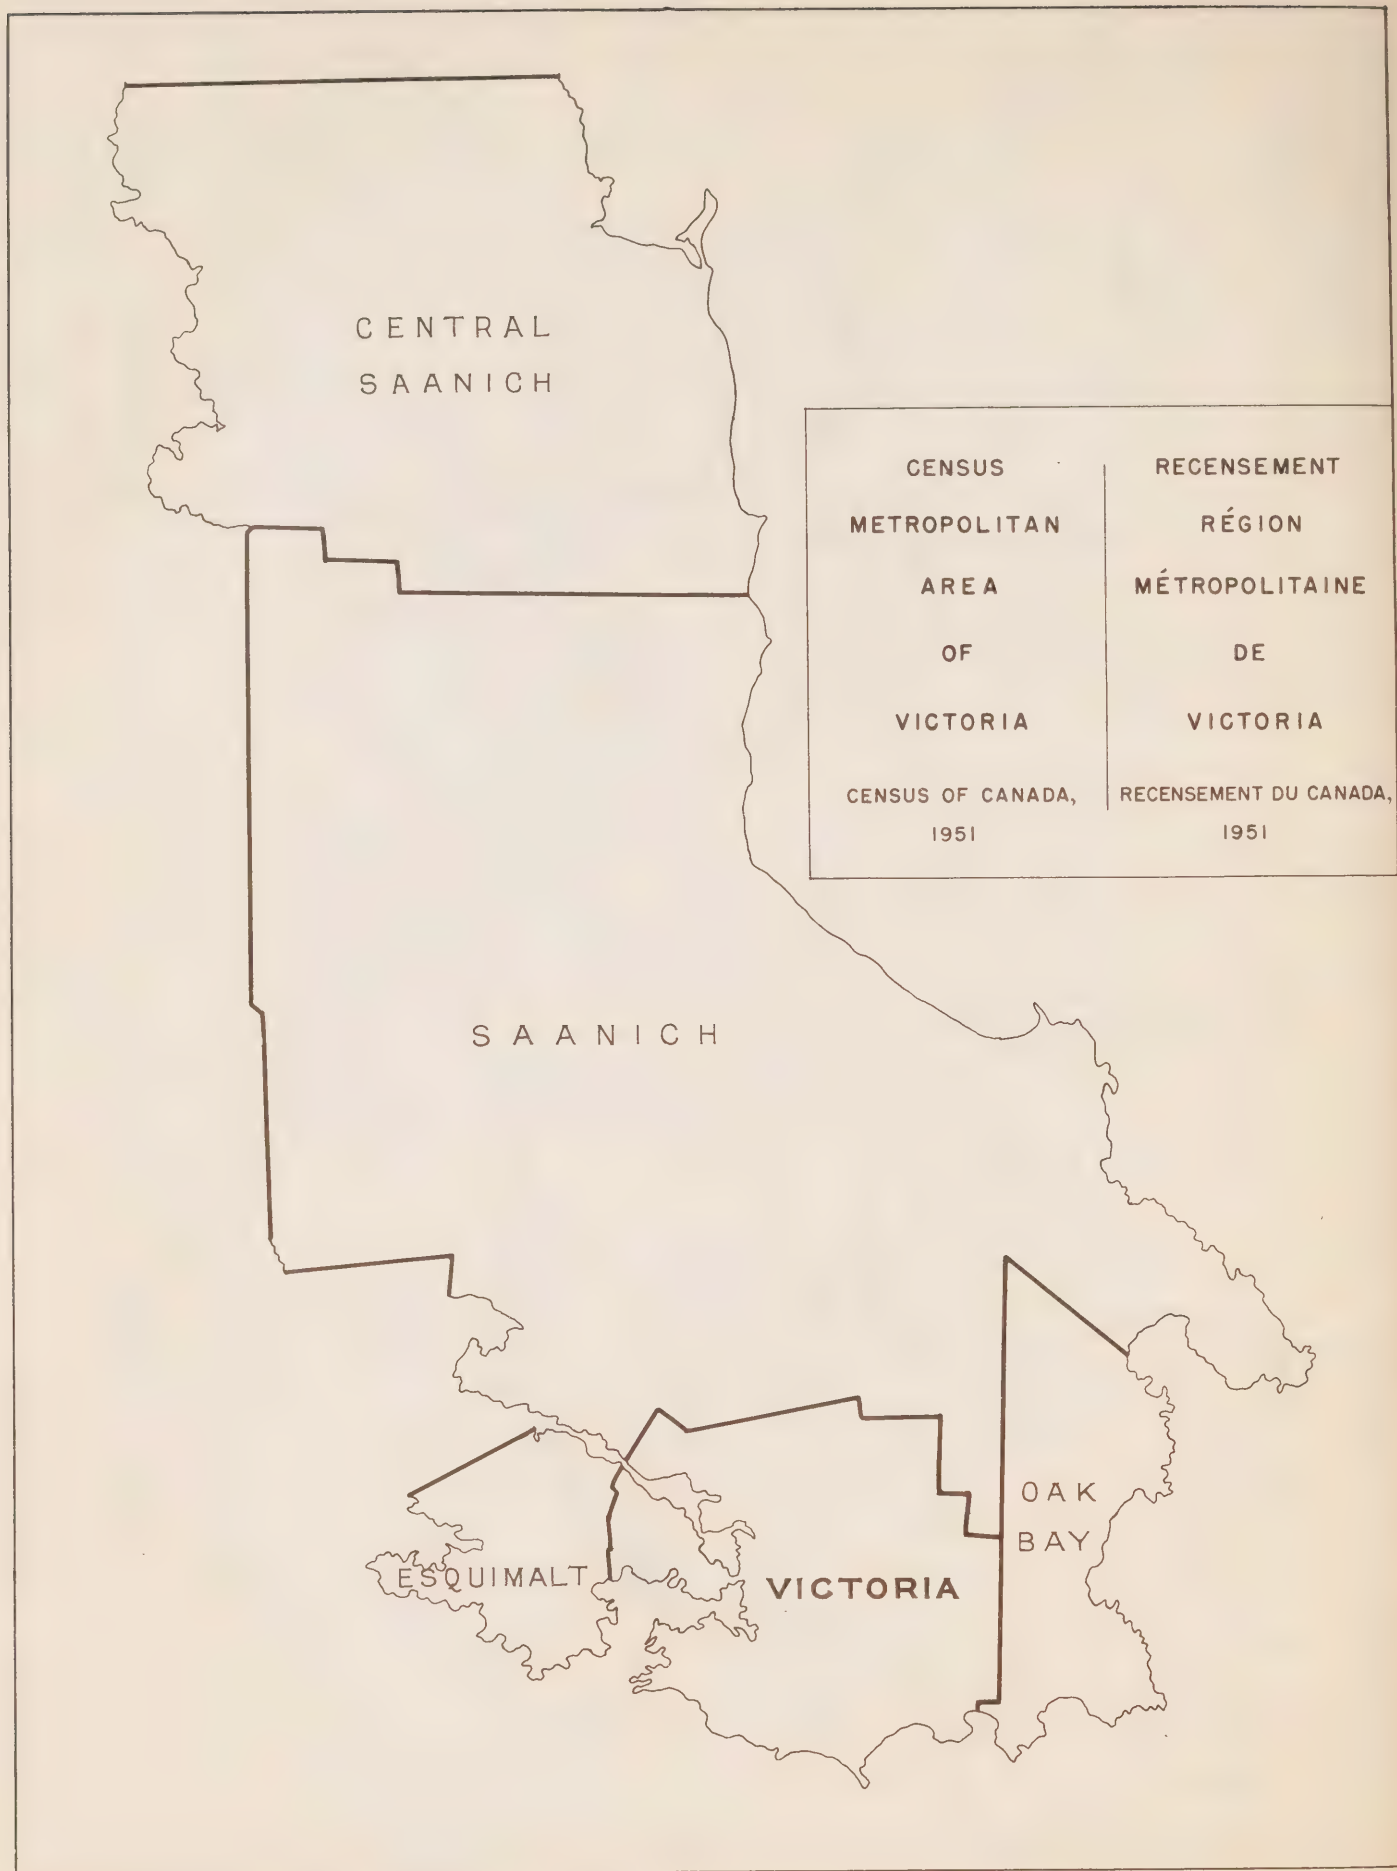 CENTRAL
SAANICH
CENSUS
METROPOLITAN
AREA
OF
VICTORIA
CENSUS OF CANADA,
1951
RECENSEMENT
RÉGION
MÉTROPOLITAINE
DE
VICTORIA
RECENSEMENT DU CANADA,
1951
SAANICH
OAK
BAY
ESQUIMALT
VICTORIA